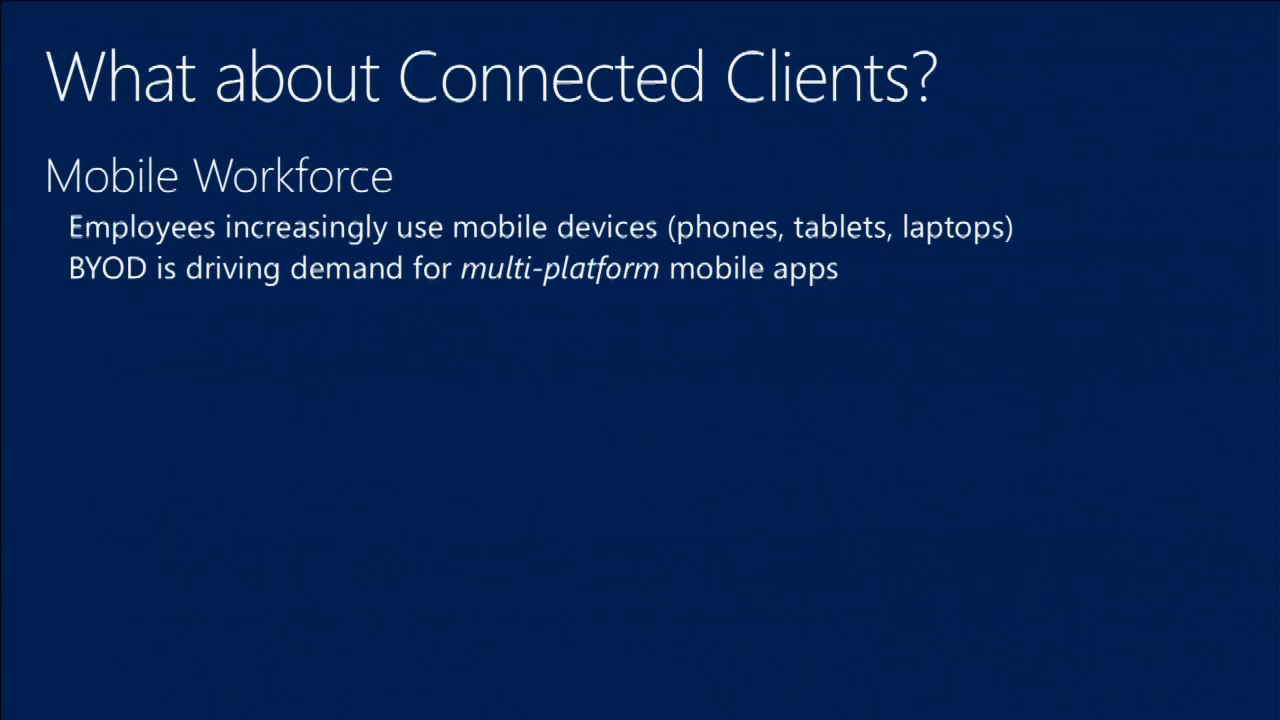 What about Connected Clients?
Mobile Workforce
Employees increasingly use mobile devices (phones, tablets, laptops)
BYOD is driving demand for multi-platform mobile apps